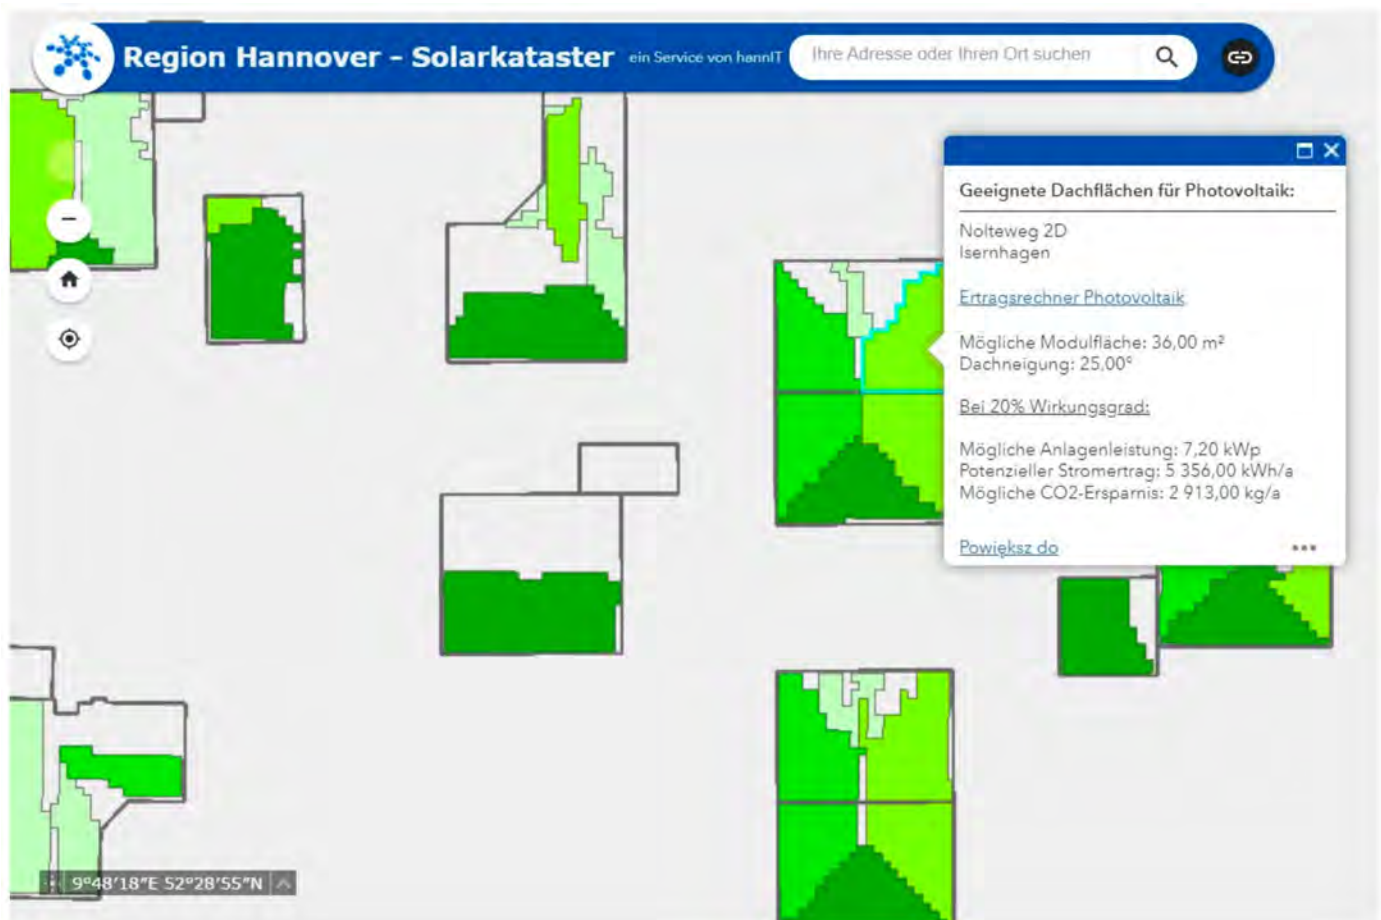 Region Hannover - Solarkataster ein Service von hannIT
Ihre Adresse oder Ihren Ort suchen
Geeignete Dachflächen für Photovoltaik:
Nolteweg 2D
Isernhagen
Ertragsrechner Photovoltaik
Mögliche Modulfläche: 36,00 m²
Dachneigung: 25,00°
Bei 20% Wirkungsgrad:
Mögliche Anlagenleistung: 7,20 kWp
Potenzieller Stromertrag: 5 356,00 kWh/a
Mögliche CO2-Ersparnis: 2 913,00 kg/a
Powiększ do
9°48'18"E 52°28'55"N